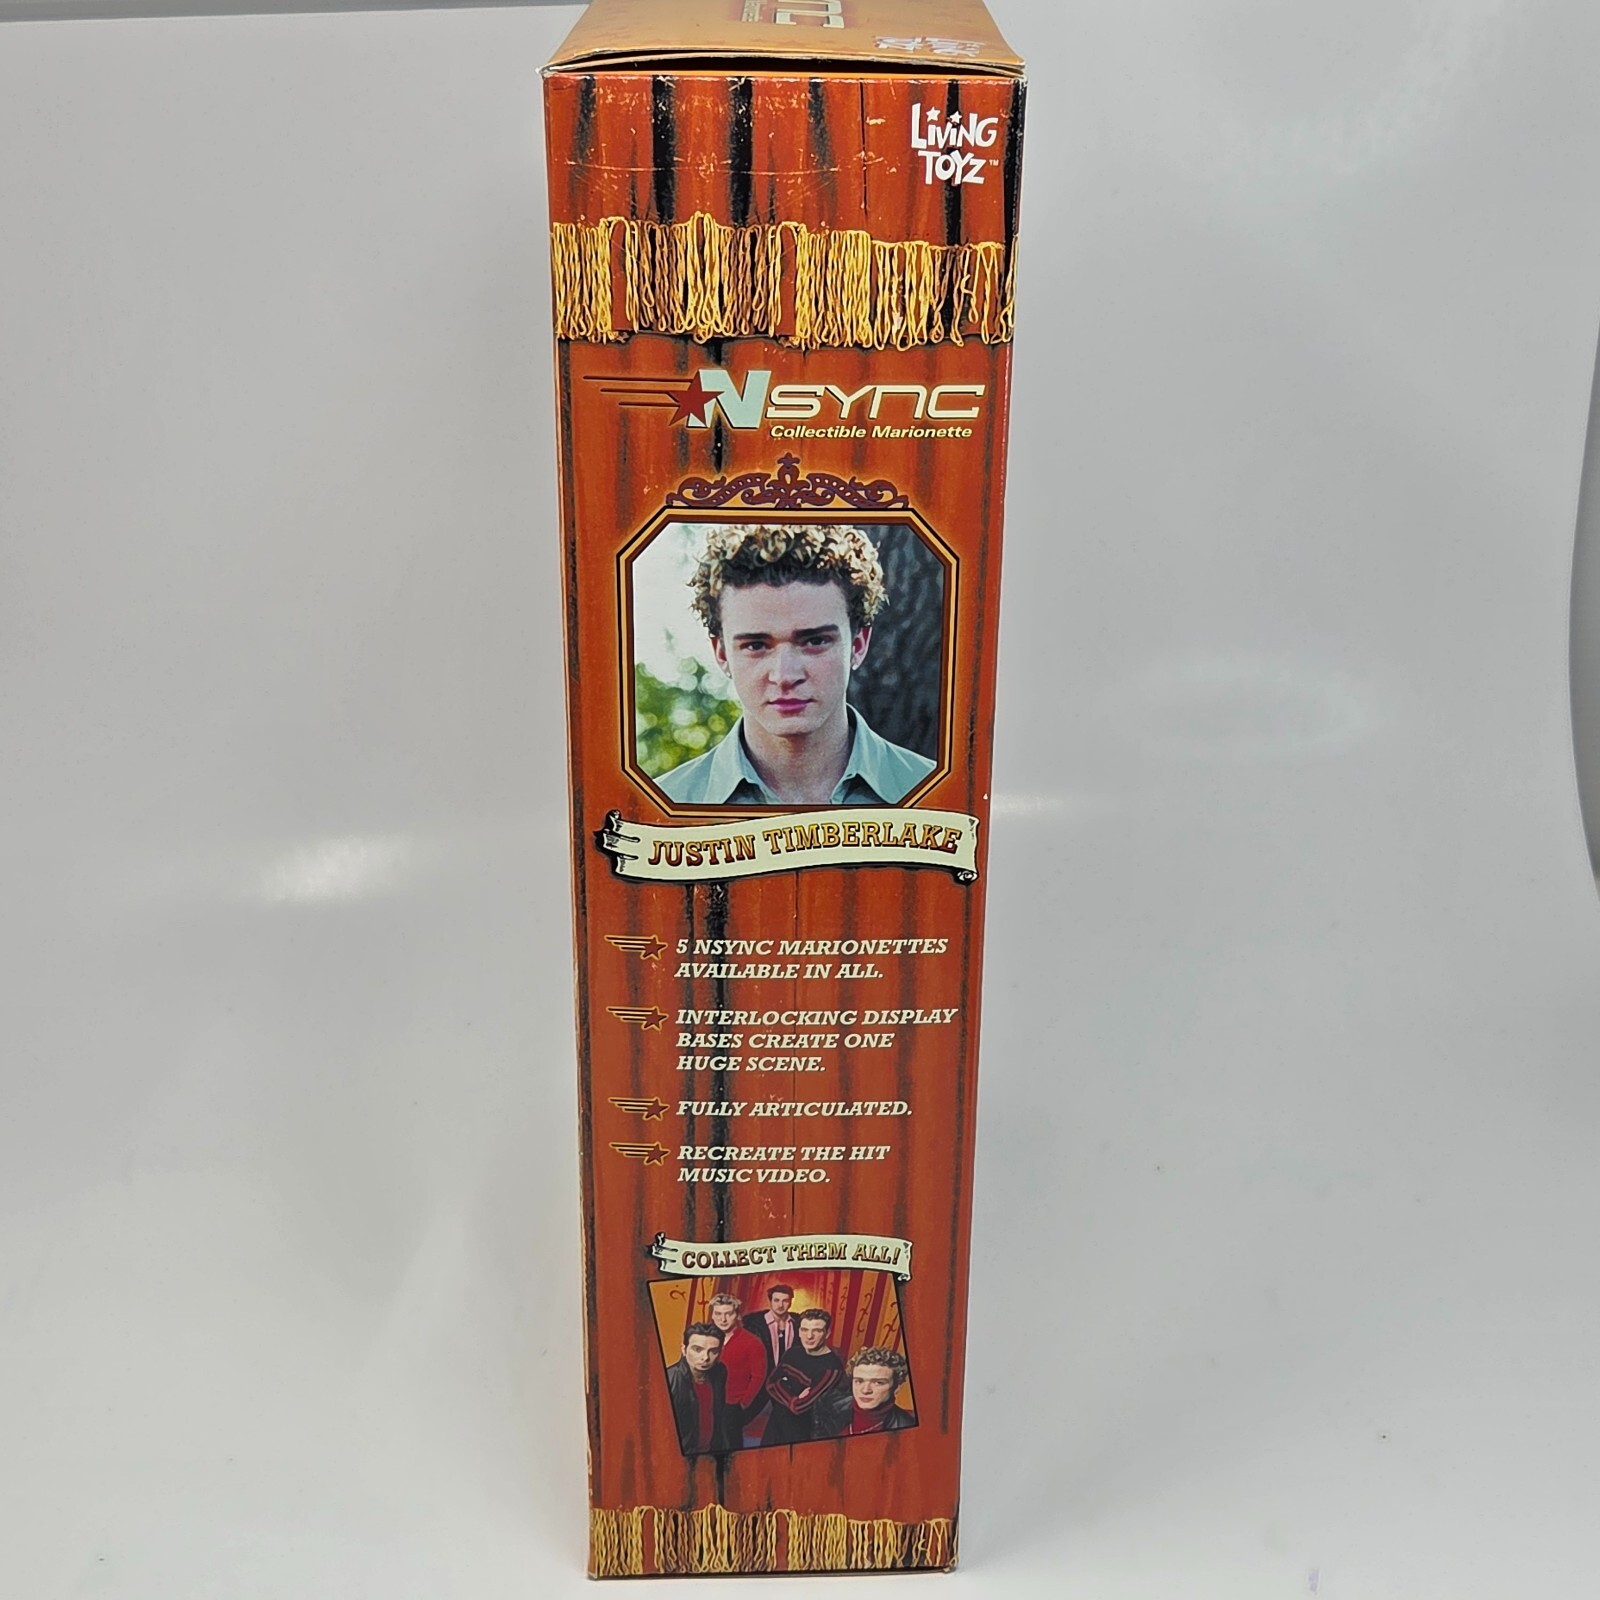 LIVING
TOYZ™
NSYNC
Collectible Marionette
JUSTIN TIMBERLAKE
5 NSYNC MARIONETTES
AVAILABLE IN ALL.
INTERLOCKING DISPLAY
BASES CREATE ONE
HUGE SCENE.
FULLY ARTICULATED.
RECREATE THE HIT
MUSIC VIDEO.
COLLECT THEM ALL!